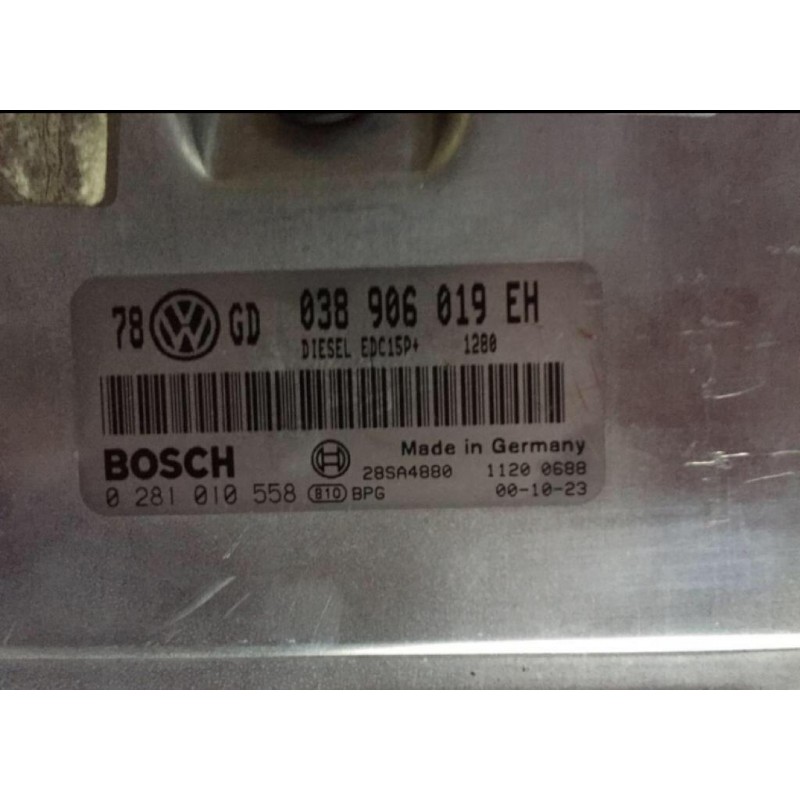 78 VW GD 038 906 019 EH
DIESEL EDC15P+ 1280
BOSCH Made in Germany
28SA4880 1120 0688
0 281 010 558 810 BPG 00-10-23